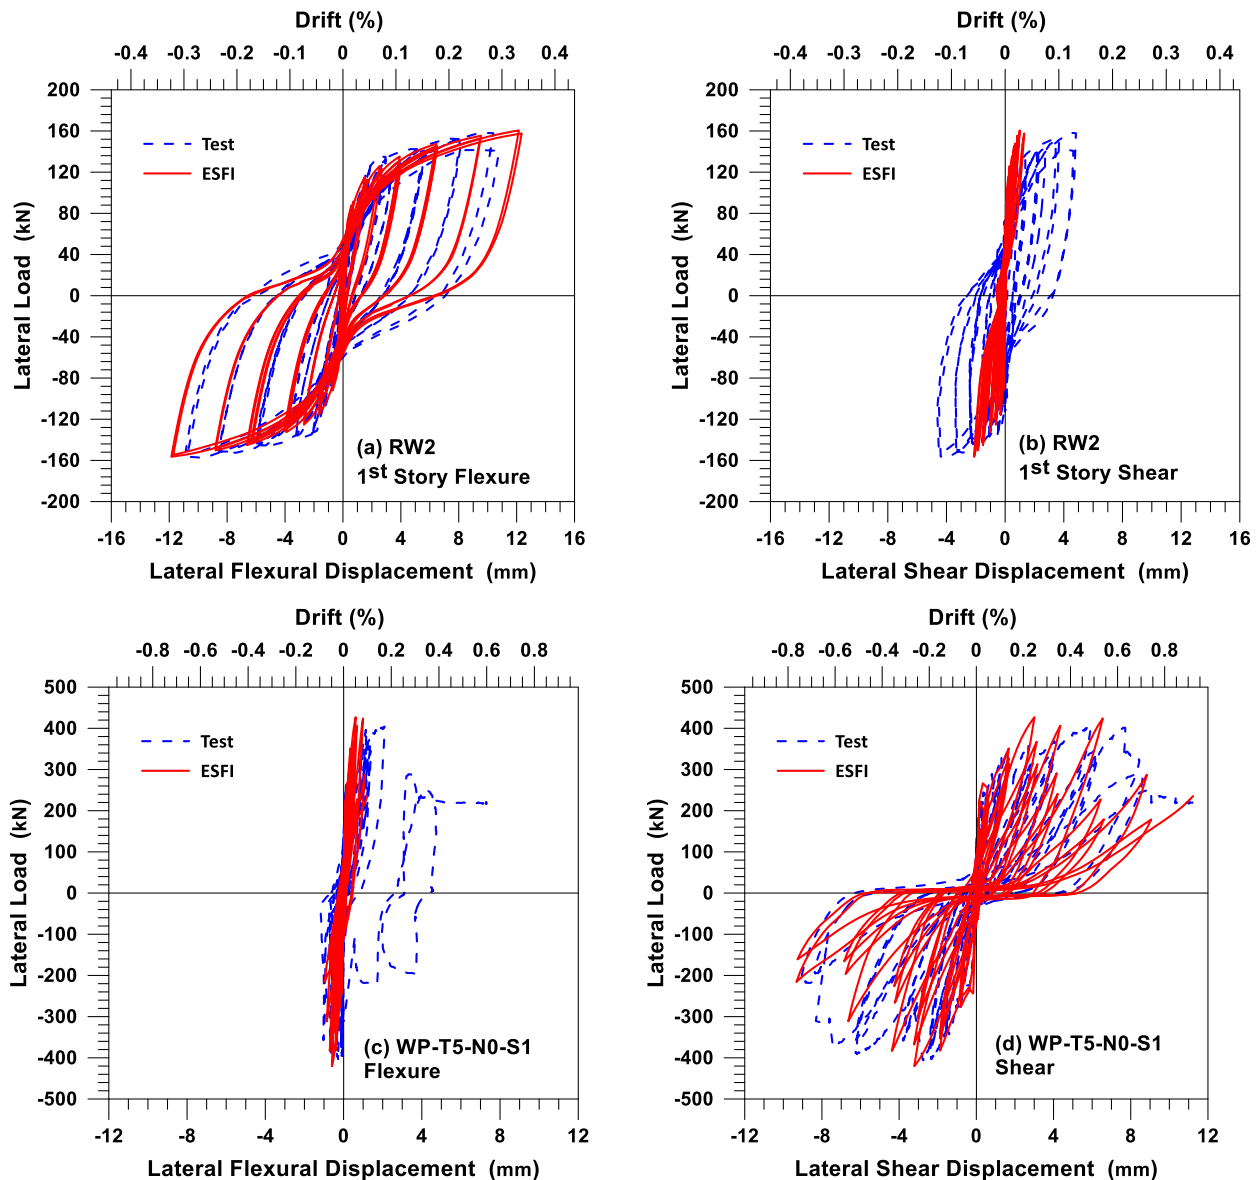 Drift (%)
-0.4 -0.3 -0.2 -0.1 0 0.1 0.2 0.3 0.4
200
160
120
80
40
0
-40
-80
-120
-160
-200
Lateral Load (kN)
Test
ESFI
(a) RW2
1st Story Flexure
-16 -12 -8 -4 0 4 8 12 16
Lateral Flexural Displacement (mm)
Drift (%)
-0.4 -0.3 -0.2 -0.1 0 0.1 0.2 0.3 0.4
200
160
120
80
40
0
-40
-80
-120
-160
-200
Lateral Load (kN)
Test
ESFI
(b) RW2
1st Story Shear
-16 -12 -8 -4 0 4 8 12 16
Lateral Shear Displacement (mm)
Drift (%)
-0.8 -0.6 -0.4 -0.2 0 0.2 0.4 0.6 0.8
500
400
300
200
100
0
-100
-200
-300
-400
-500
Lateral Load (kN)
Test
ESFI
(c) WP-T5-N0-S1
Flexure
-12 -8 -4 0 4 8 12
Lateral Flexural Displacement (mm)
Drift (%)
-0.8 -0.6 -0.4 -0.2 0 0.2 0.4 0.6 0.8
500
400
300
200
100
0
-100
-200
-300
-400
-500
Lateral Load (kN)
Test
ESFI
(d) WP-T5-N0-S1
Shear
-12 -8 -4 0 4 8 12
Lateral Shear Displacement (mm)